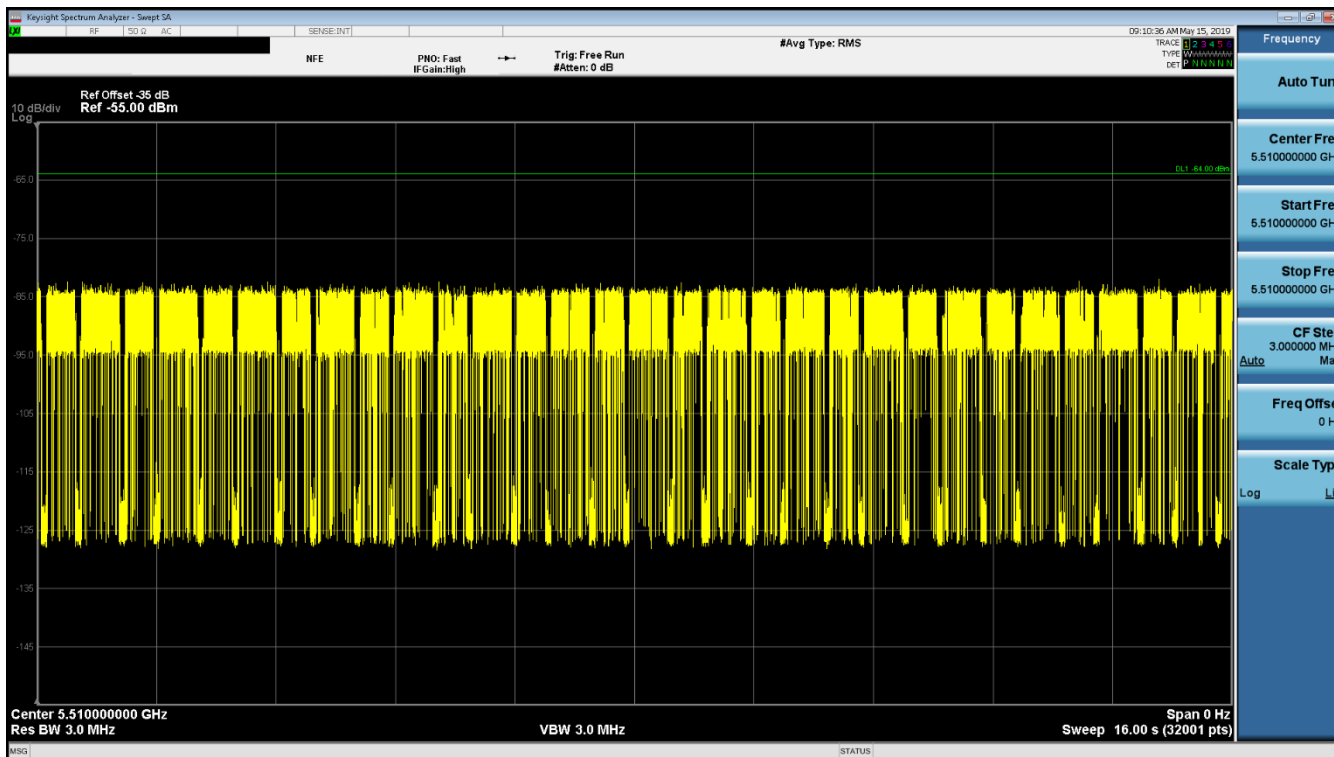 Keysight Spectrum Analyzer - Swept SA
RF 50 Ω AC SENSE:INT 09:10:36 AM May 15, 2019
NFE PNO: Fast Trig: Free Run #Avg Type: RMS TRACE 1 2 3 4 5 6
IFGain:High #Atten: 0 dB TYPE W
DET P N N N N N
Ref Offset -35 dB
10 dB/div Ref -55.00 dBm
Log
DL1 -64.00 dBm
-65.0
-75.0
-85.0
-95.0
-105
-115
-125
-135
-145
Center 5.510000000 GHz Span 0 Hz
Res BW 3.0 MHz VBW 3.0 MHz Sweep 16.00 s (32001 pts)
MSG STATUS
Frequency
Auto Tun
Center Fre
5.510000000 GH
Start Fre
5.510000000 GH
Stop Fre
5.510000000 GH
CF Ste
3.000000 MH
Auto Ma
Freq Offse
0 H
Scale Typ
Log Li